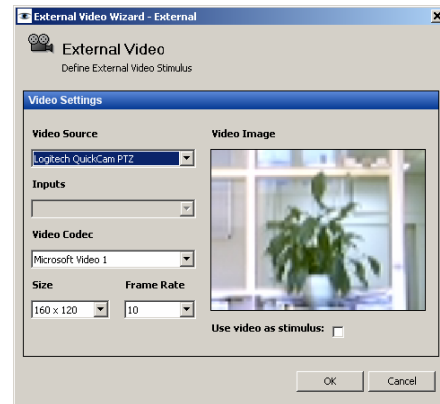 External Video Wizard - External
External Video
Define External Video Stimulus
Video Settings
Video Source
Logitech QuickCam PTZ
Inputs
Video Codec
Microsoft Video 1
Size
Frame Rate
160 x 120
10
Video Image
Use video as stimulus:
OK
Cancel